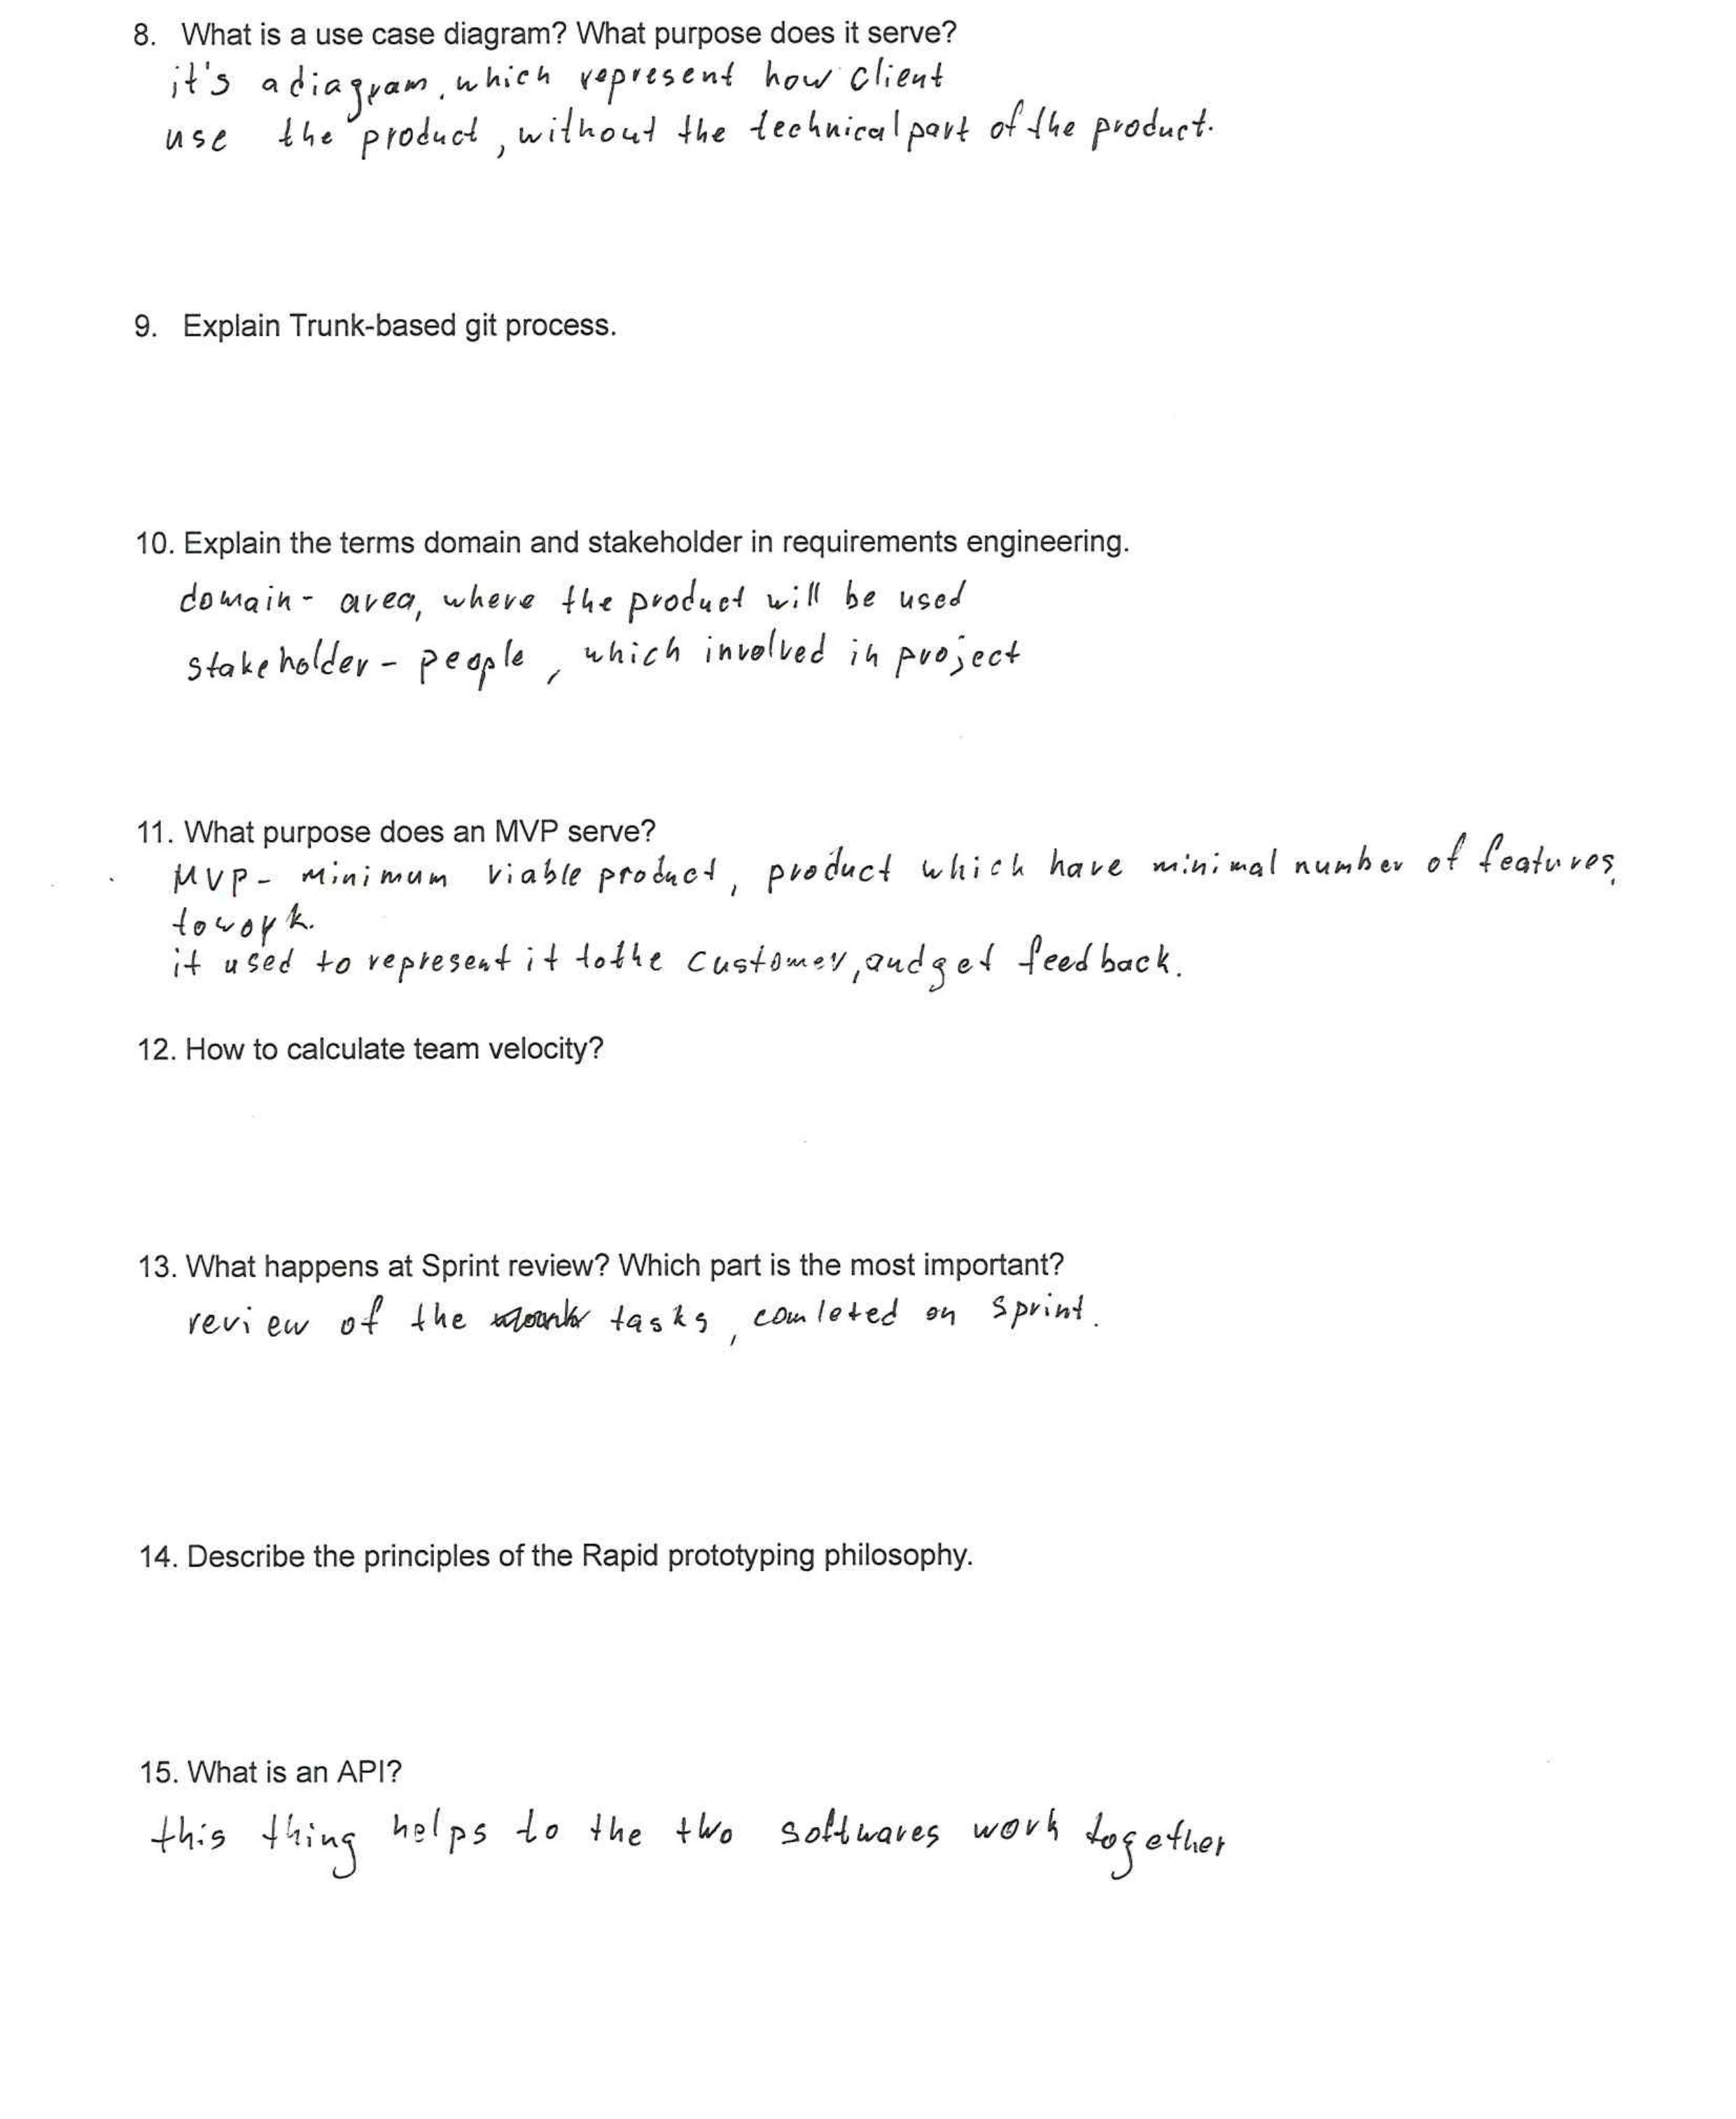 8. What is a use case diagram? What purpose does it serve?
it's a diagram, which represent how client
use the product, without the technical part of the product.
9. Explain Trunk-based git process.
10. Explain the terms domain and stakeholder in requirements engineering.
domain - area, where the product will be used
stakeholder - people, which involved in project
11. What purpose does an MVP serve?
MVP - minimum viable product, product which have minimal number of features,
to work.
it used to represent it to the customer, and get feedback.
12. How to calculate team velocity?
13. What happens at Sprint review? Which part is the most important?
review of the tasks, comleted on sprint.
14. Describe the principles of the Rapid prototyping philosophy.
15. What is an API?
this thing helps to the two softwares work together